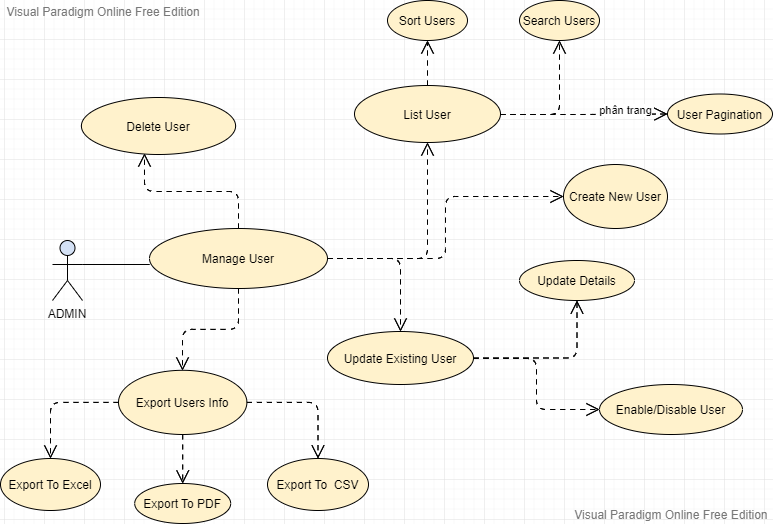 Visual Paradigm Online Free Edition
Sort Users
Search Users
List User
phân trang
User Pagination
Delete User
Create New User
Manage User
ADMIN
Update Details
Update Existing User
Export Users Info
Enable/Disable User
Export To Excel
Export To PDF
Export To  CSV
Visual Paradigm Online Free Edition